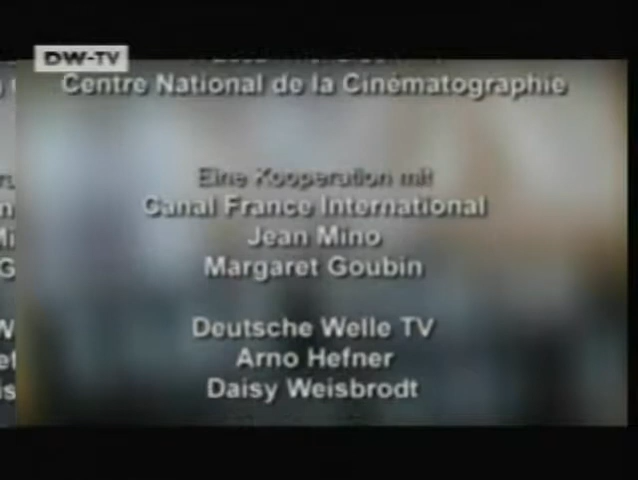 DW-TV
Centre National de la Cinématographie
Eine Kooperation mit
Canal France International
Jean Mino
Margaret Goubin
Deutsche Welle TV
Arno Hefner
Daisy Weisbrodt